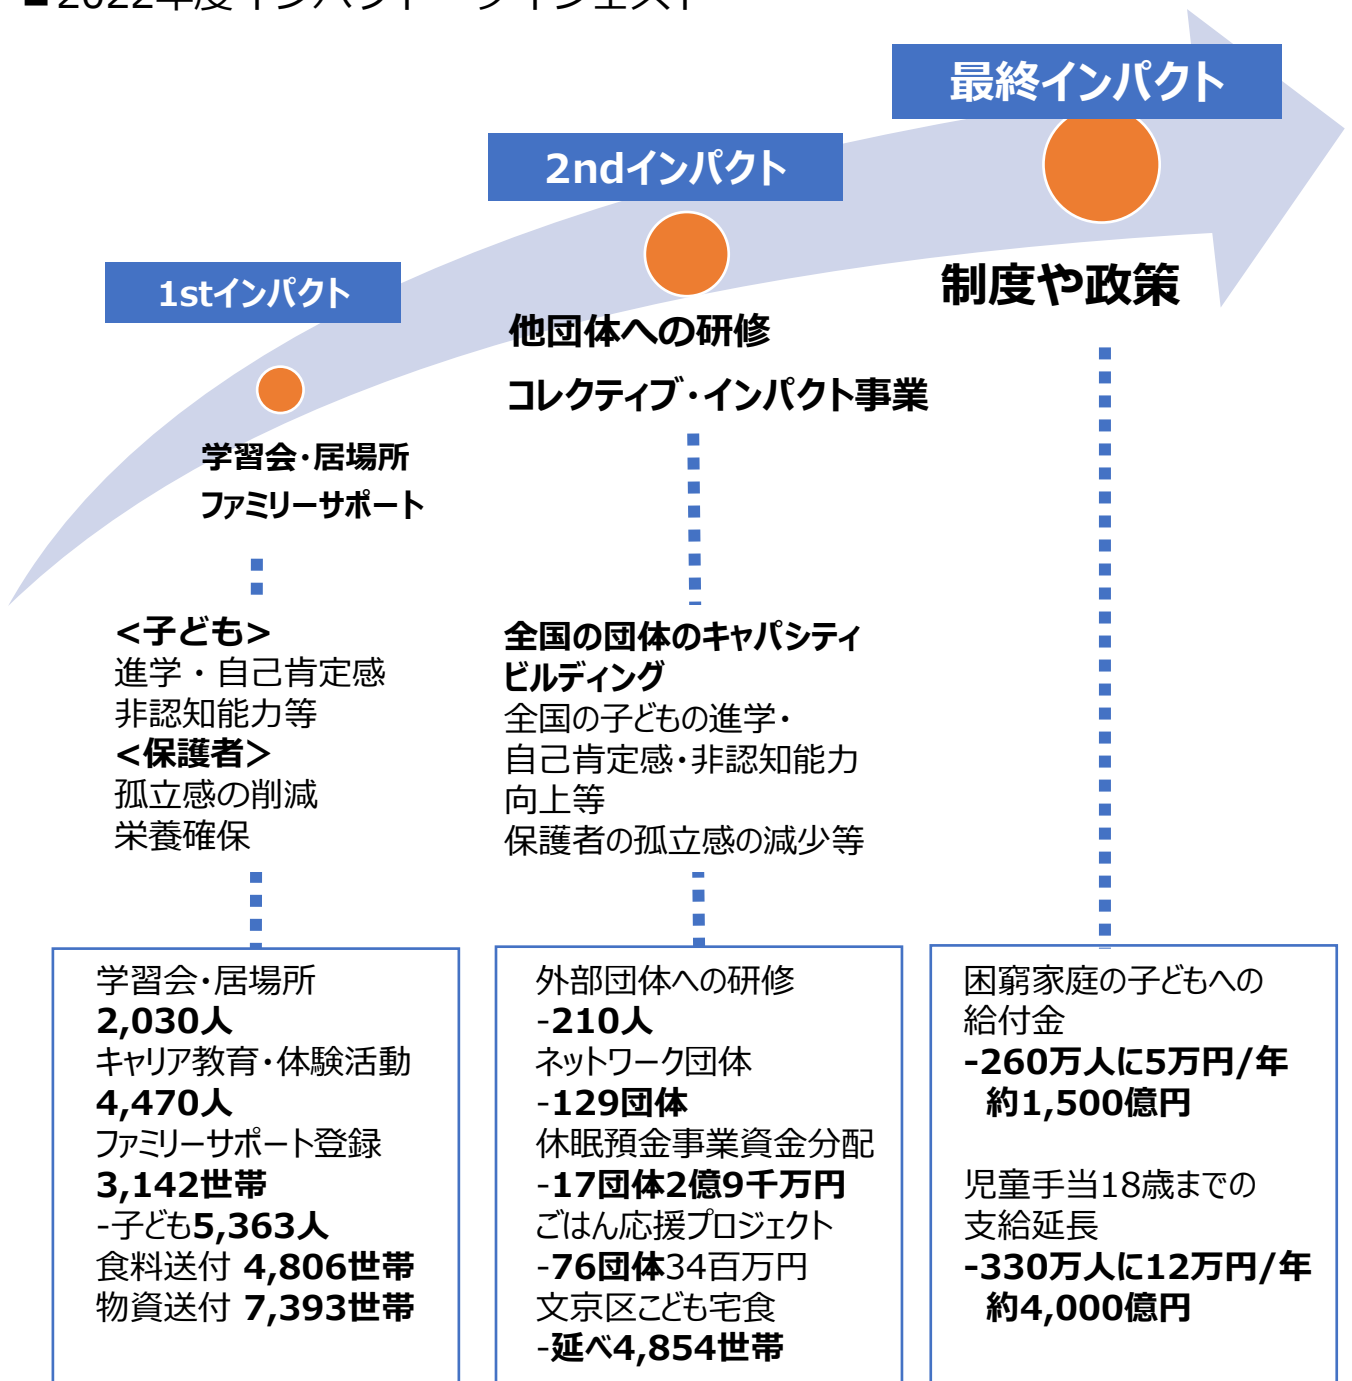 ■2022年度インパクト・ダイジェスト
最終インパクト
2ndインパクト
1stインパクト
制度や政策
他団体への研修
コレクティブ・インパクト事業
学習会・居場所
ファミリーサポート
<子ども>
進学・自己肯定感
非認知能力等
<保護者>
孤立感の削減
栄養確保
全国の団体のキャパシティ
ビルディング
全国の子どもの進学・
自己肯定感・非認知能力
向上等
保護者の孤立感の減少等
学習会・居場所
2,030人
キャリア教育・体験活動
4,470人
ファミリーサポート登録
3,142世帯
-子ども5,363人
食料送付 4,806世帯
物資送付 7,393世帯
外部団体への研修
-210人
ネットワーク団体
-129団体
休眠預金事業資金分配
-17団体2億9千万円
ごはん応援プロジェクト
-76団体34百万円
文京区こども宅食
-延べ4,854世帯
困窮家庭の子どもへの
給付金
-260万人に5万円/年
約1,500億円
児童手当18歳までの
支給延長
-330万人に12万円/年
約4,000億円